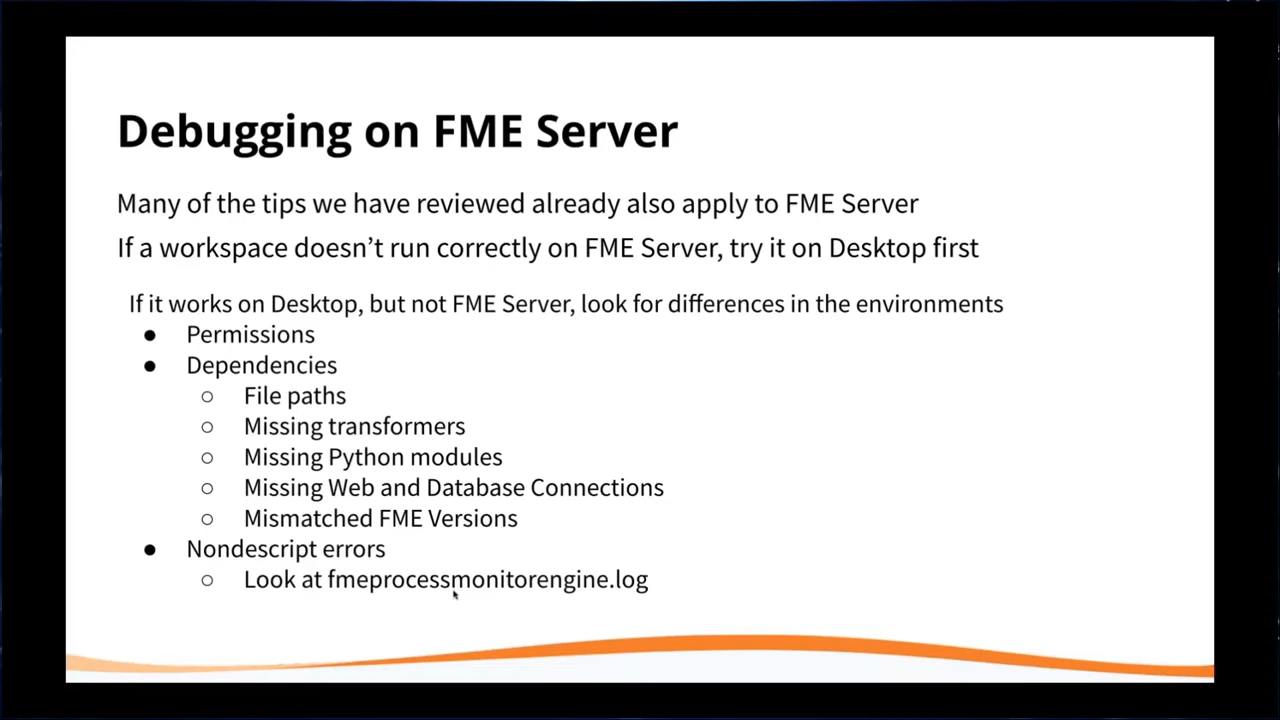 Debugging on FME Server
Many of the tips we have reviewed already also apply to FME Server
If a workspace doesn’t run correctly on FME Server, try it on Desktop first
If it works on Desktop, but not FME Server, look for differences in the environments
● Permissions
● Dependencies
○ File paths
○ Missing transformers
○ Missing Python modules
○ Missing Web and Database Connections
○ Mismatched FME Versions
● Nondescript errors
○ Look at fmeprocessmonitorengine.log